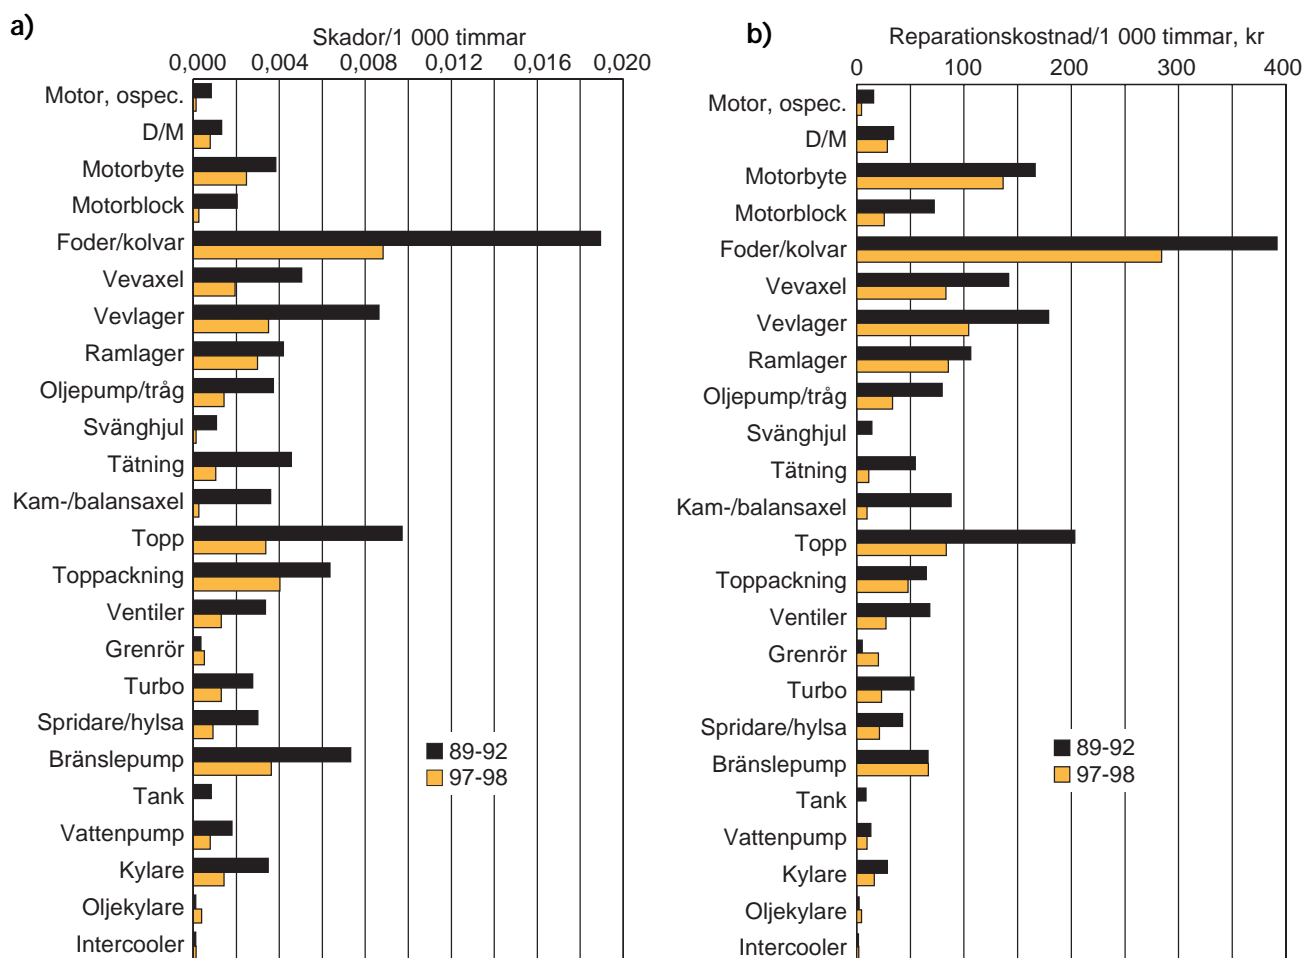 a)
Skador/1 000 timmar
0,000 0,004 0,008 0,012 0,016 0,020
Motor, ospec.
D/M
Motorbyte
Motorblock
Foder/kolvar
Vevaxel
Vevlager
Ramlager
Oljepump/tråg
Svänghjul
Tätning
Kam-/balansaxel
Topp
Toppackning
Ventiler
Grenrör
Turbo
Spridare/hylsa
Bränslepump
Tank
Vattenpump
Kylare
Oljekylare
Intercooler
89-92
97-98
b)
Reparationskostnad/1 000 timmar, kr
0 100 200 300 400
Motor, ospec.
D/M
Motorbyte
Motorblock
Foder/kolvar
Vevaxel
Vevlager
Ramlager
Oljepump/tråg
Svänghjul
Tätning
Kam-/balansaxel
Topp
Toppackning
Ventiler
Grenrör
Turbo
Spridare/hylsa
Bränslepump
Tank
Vattenpump
Kylare
Oljekylare
Intercooler
89-92
97-98